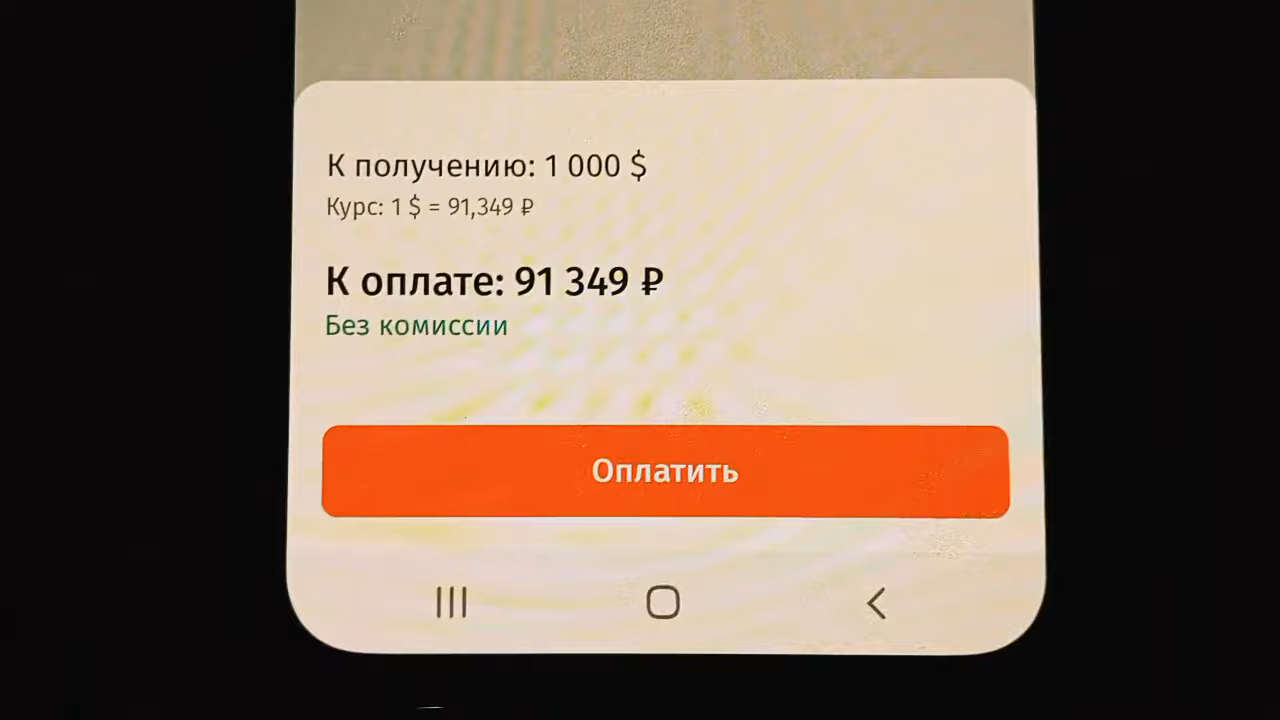 К получению: 1 000 $
Курс: 1 $ = 91,349 ₽
К оплате: 91 349 ₽
Без комиссии
Оплатить